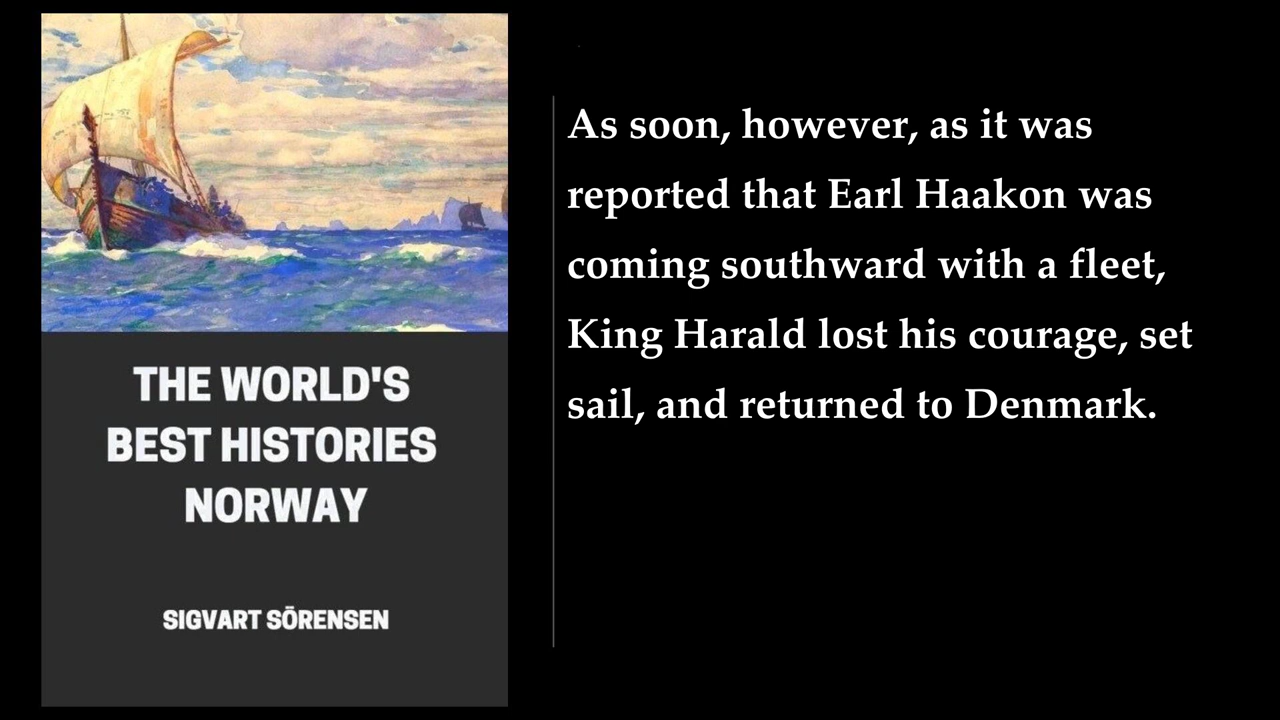 THE WORLD'S
BEST HISTORIES
NORWAY
SIGVART SÖRENSEN
As soon, however, as it was
reported that Earl Haakon was
coming southward with a fleet,
King Harald lost his courage, set
sail, and returned to Denmark.